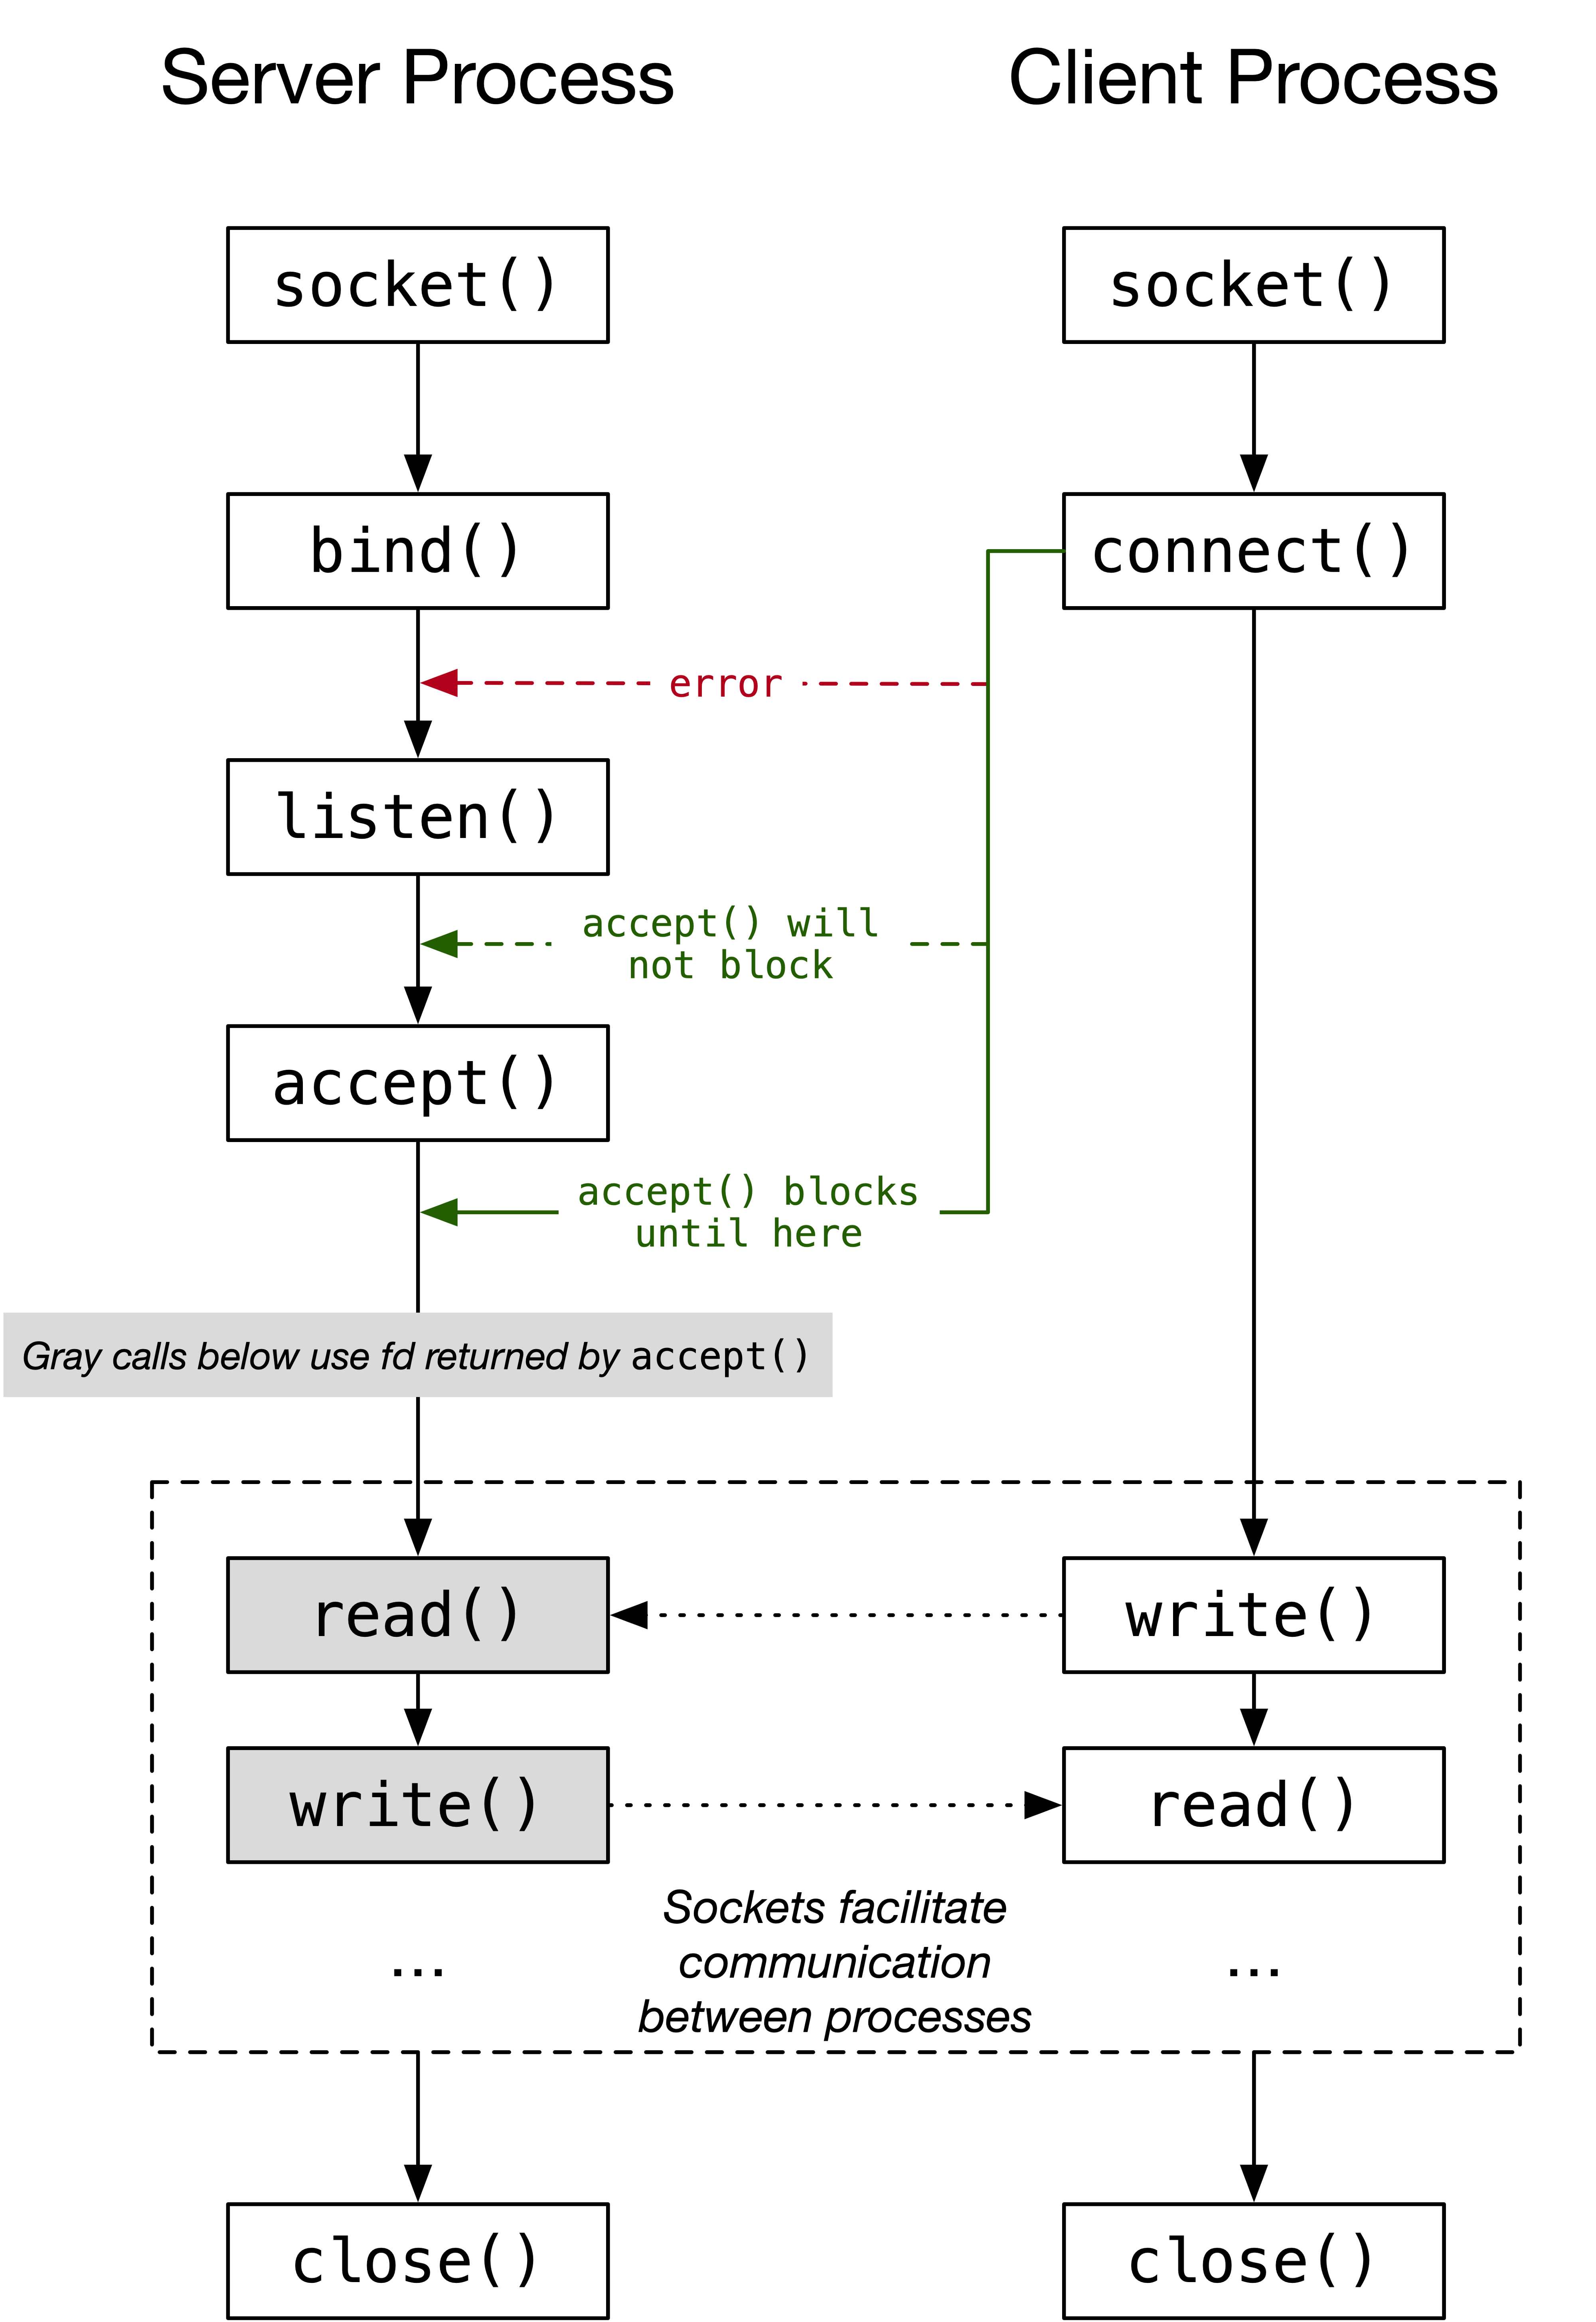 Server Process
Client Process
socket()
socket()
bind()
connect()
error
listen()
accept() will
not block
accept()
accept() blocks
until here
Gray calls below use fd returned by accept()
read()
write()
write()
read()
Sockets facilitate
communication
between processes
...
...
close()
close()